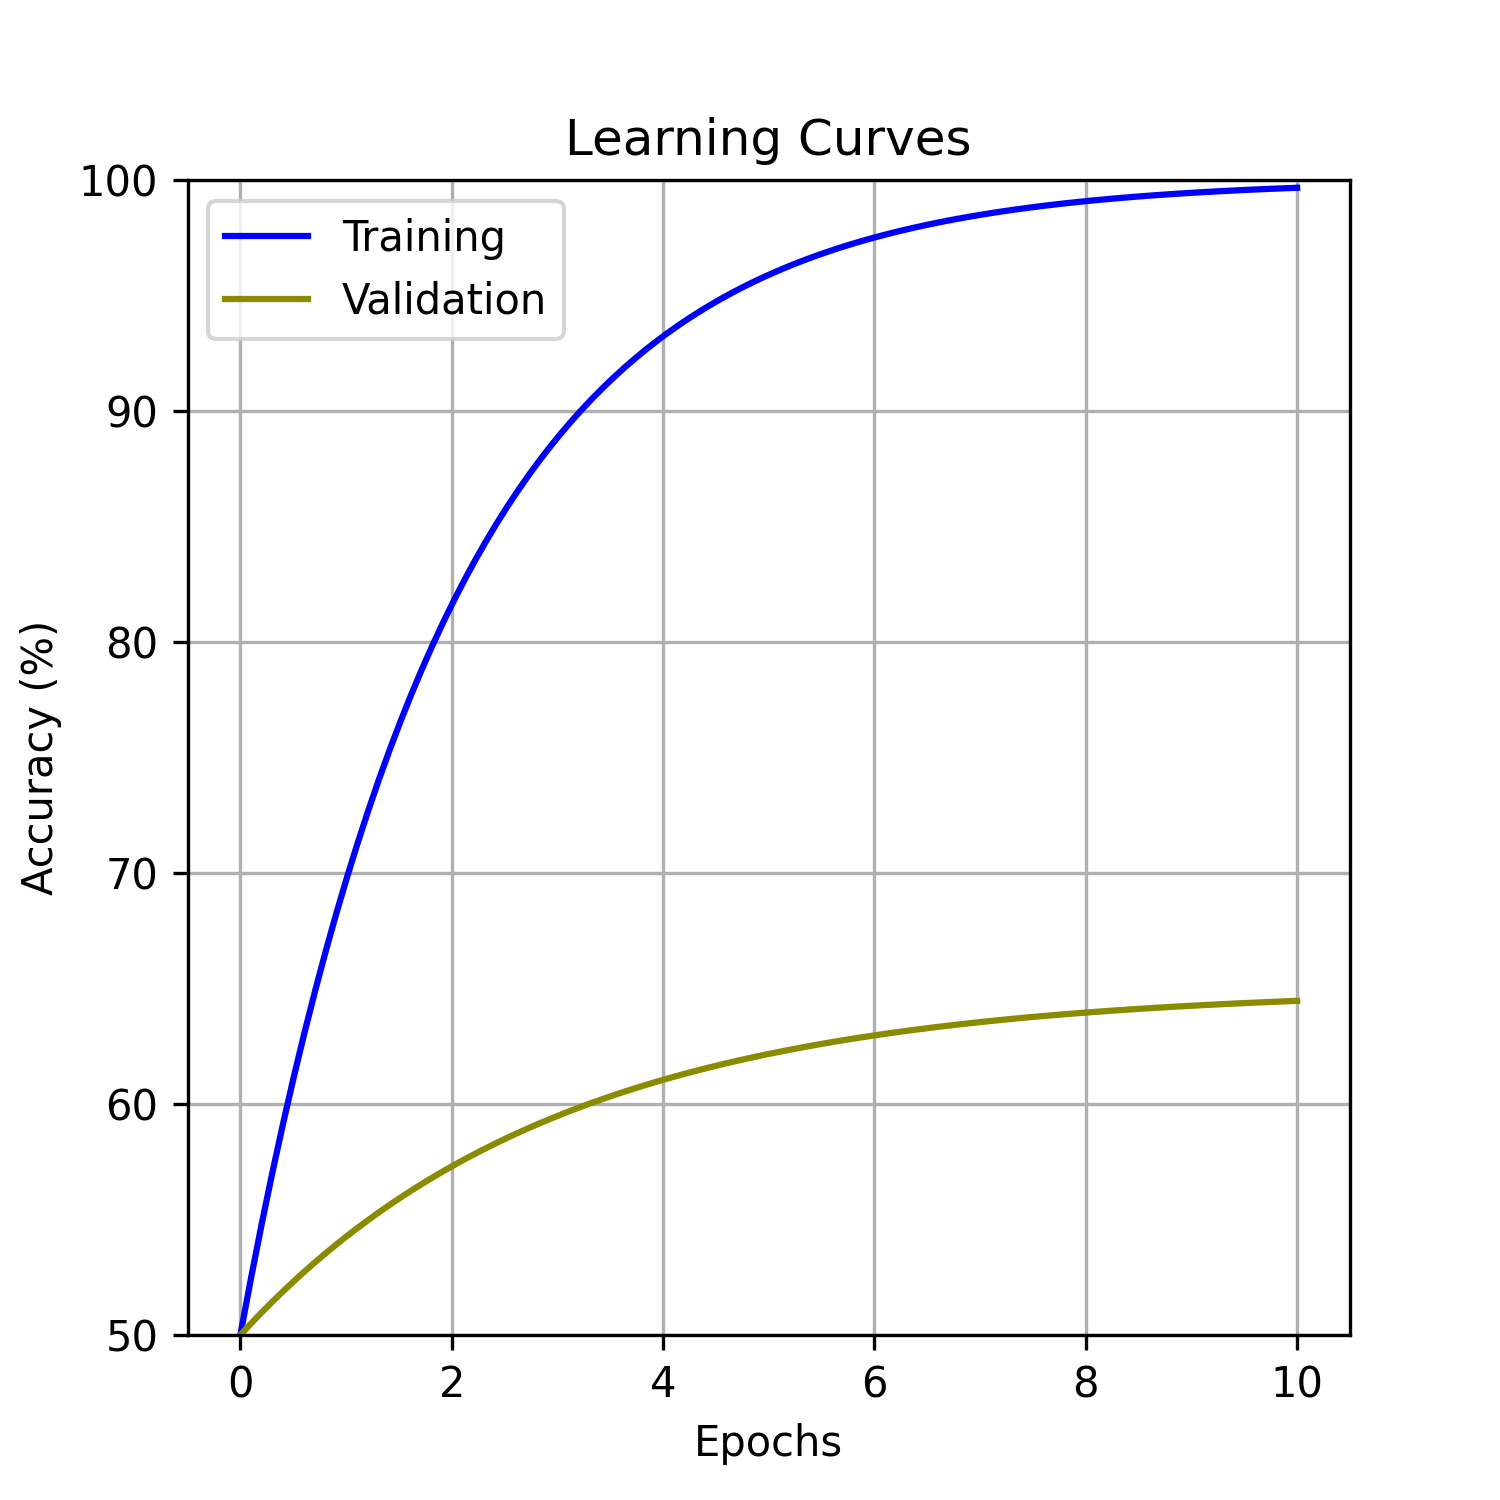 Learning Curves
Training
Validation
100
90
80
70
60
50
Accuracy (%)
0 2 4 6 8 10
Epochs